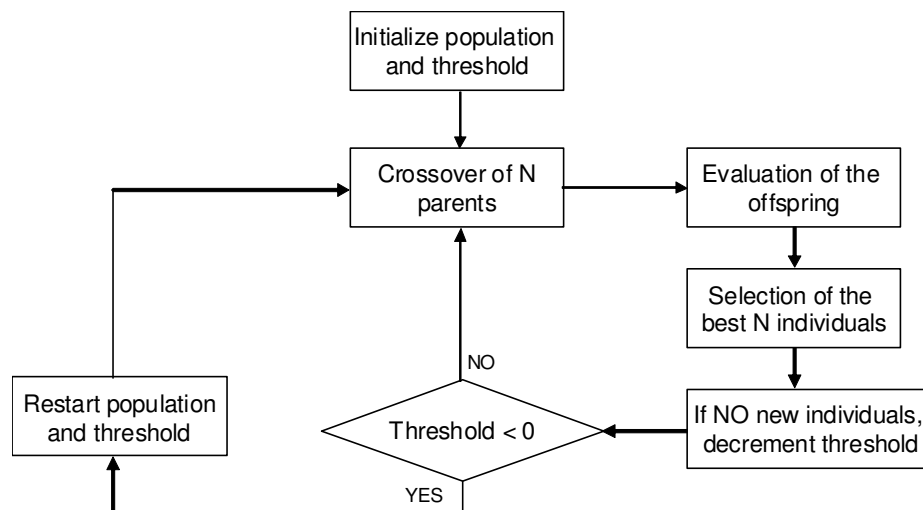 Initialize population
and threshold
Crossover of N
parents
Evaluation of the
offspring
Selection of the
best N individuals
If NO new individuals,
decrement threshold
Threshold < 0
NO
YES
Restart population
and threshold